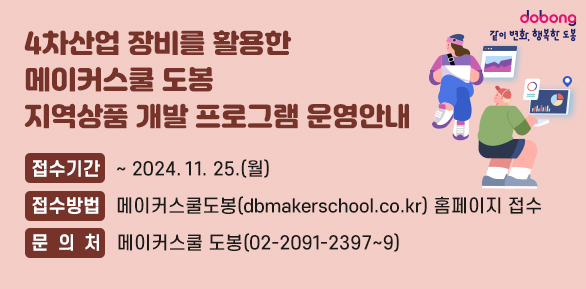 dobong
같이 변화, 행복한 도봉
4차산업 장비를 활용한
메이커스쿨 도봉
지역상품 개발 프로그램 운영안내
접수기간 ~ 2024. 11. 25.(월)
접수방법 메이커스쿨도봉(dbmakerschool.co.kr) 홈페이지 접수
문 의 처 메이커스쿨 도봉(02-2091-2397~9)